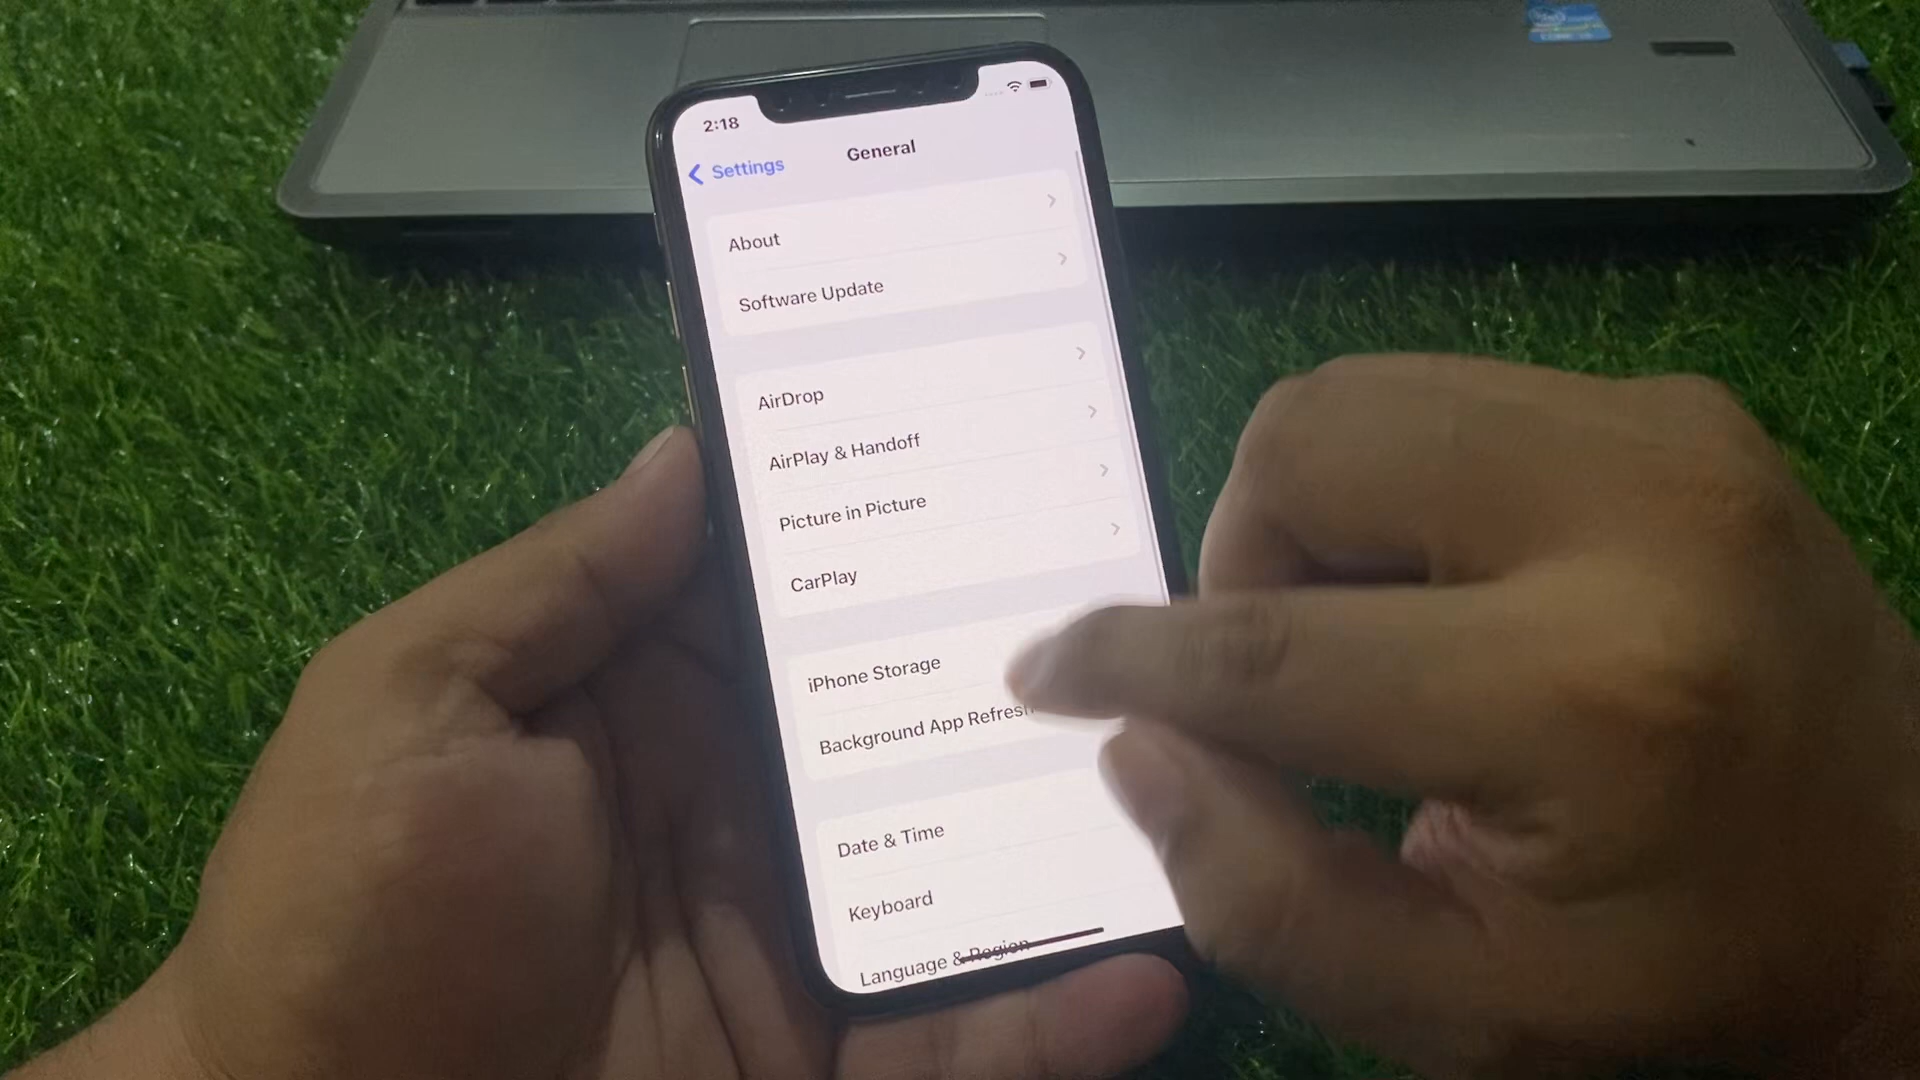 2:18
Settings
General
About
Software Update
AirDrop
AirPlay & Handoff
Picture in Picture
CarPlay
iPhone Storage
Background App Refresh
Date & Time
Keyboard
Language & Region